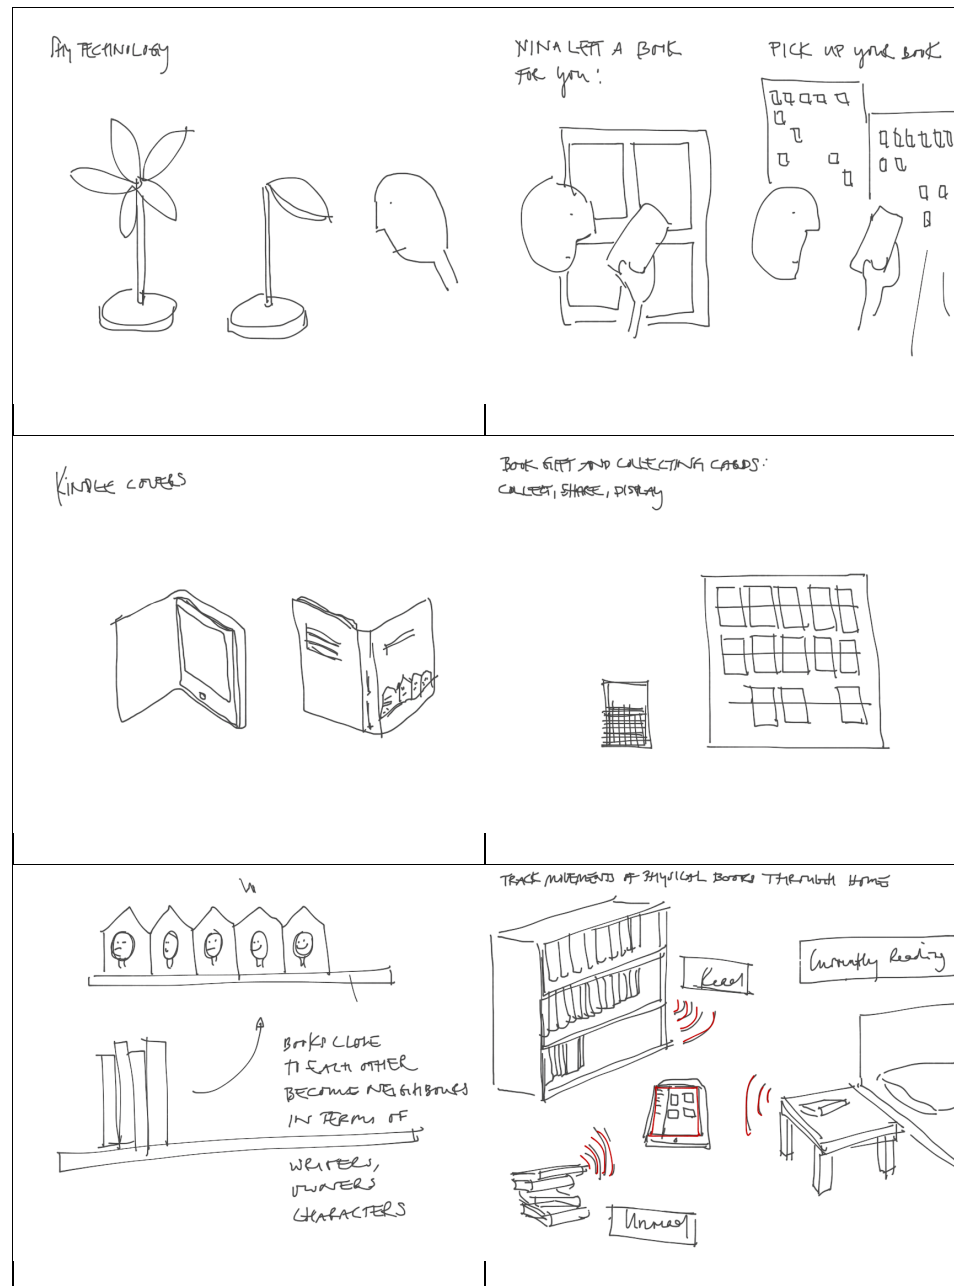 TECHNOLOGY
NINA LEFT A BOOK
FOR YOU!
PICK UP YOUR BOOK
KINDLE COVERS
BOOK GIFT AND COLLECTING CARDS:
COLLECT, SHARE, DISPLAY
BOOKS CLOSE
TO EACH OTHER
BECOME NEIGHBOURS
IN TERMS OF
WRITERS,
OWNERS
CHARACTERS
TRACK MOVEMENT OF PHYSICAL BOOKS THROUGH HOME
Read
Currently Reading
Unread